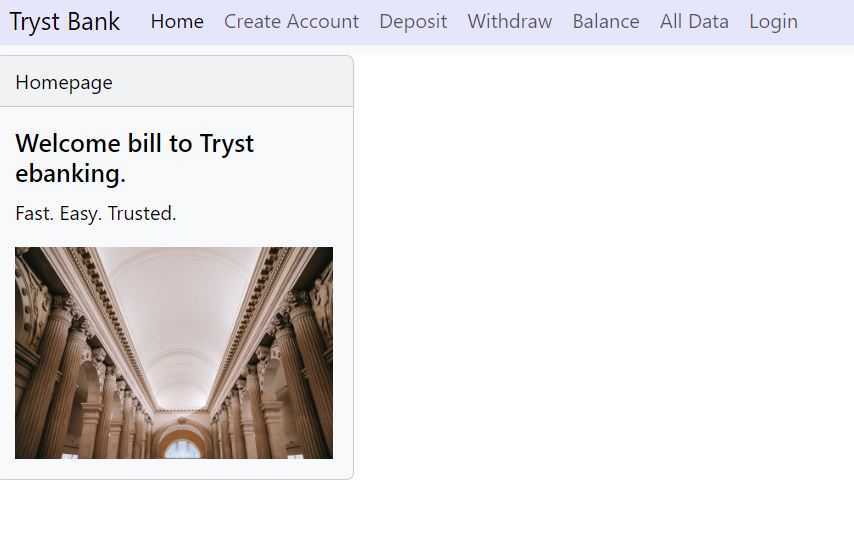 Tryst Bank Home Create Account Deposit Withdraw Balance All Data Login
Homepage
Welcome bill to Tryst
ebanking.
Fast. Easy. Trusted.